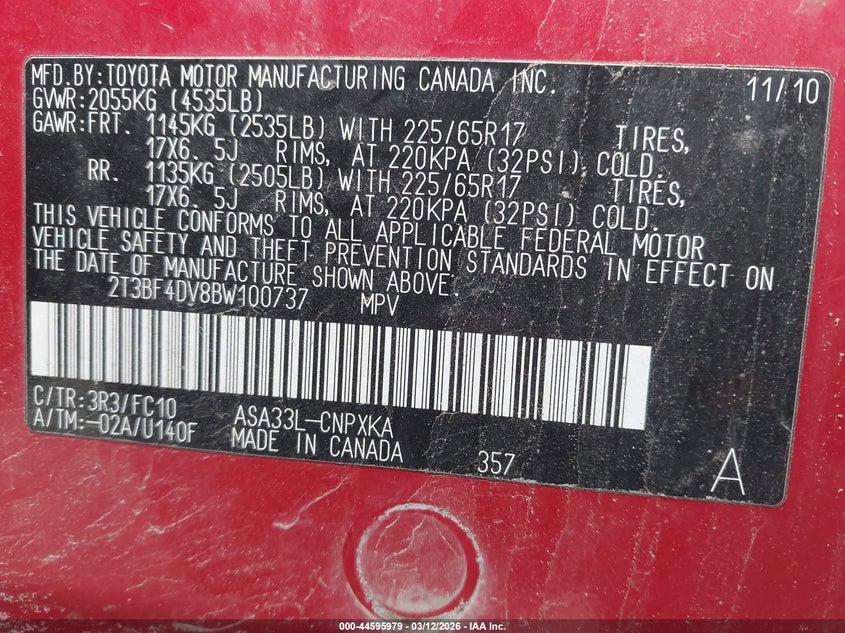 MFD.BY:TOYOTA MOTOR MANUFACTURING CANADA INC. 11/10
GVWR:2055KG (4535LB)
GAWR:FRT. 1145KG (2535LB) WITH 225/65R17 TIRES,
17X6. 5J RIMS, AT 220KPA (32PSI) COLD.
RR. 1135KG (2505LB) WITH 225/65R17 TIRES,
17X6. 5J RIMS, AT 220KPA (32PSI) COLD.
THIS VEHICLE CONFORMS TO ALL APPLICABLE FEDERAL MOTOR
VEHICLE SAFETY AND THEFT PREVENTION STANDARDS IN EFFECT ON
THE DATE OF MANUFACTURE SHOWN ABOVE.
2T3BF4DV8BW100737 MPV
C/TR:3R3/FC10 ASA33L-CNPXKA
A/TM:-02A/U140F MADE IN CANADA 357 A
000-44595979 - 03/12/2026 - IAA Inc.